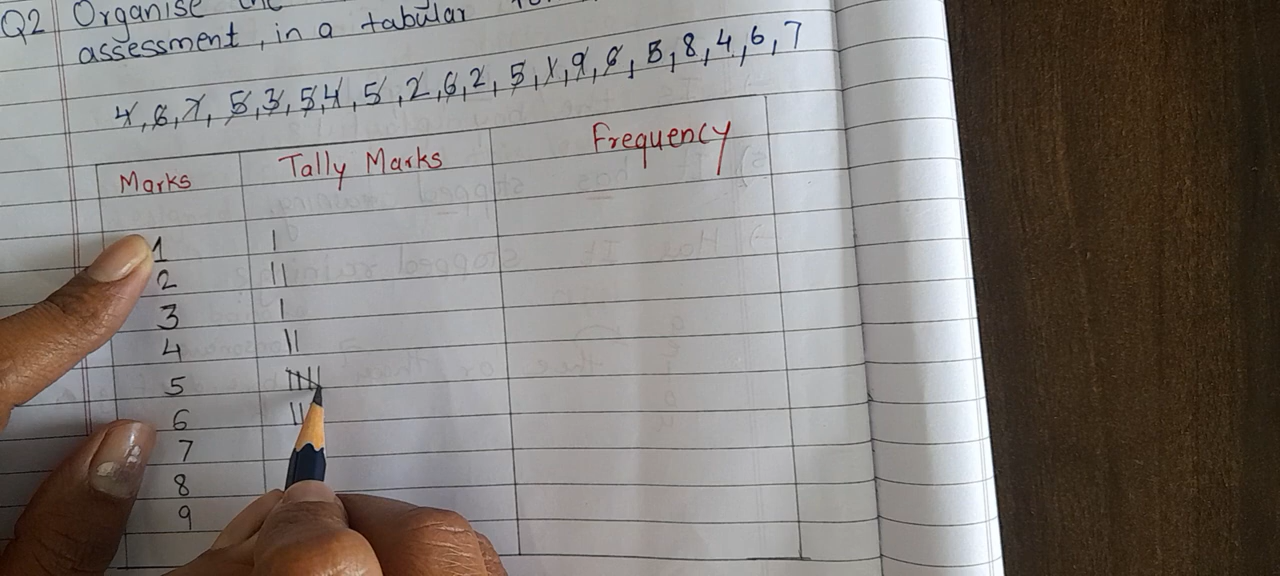 Q2 Organise the
assessment, in a tabular
4, 6, 7, 5, 3, 5, 4, 5, 2, 6, 2, 5, 1, 9, 6, 5, 8, 4, 6, 7
Marks Tally Marks Frequency
1 |
2 ||
3 |
4 ||
5
6
7
8
9